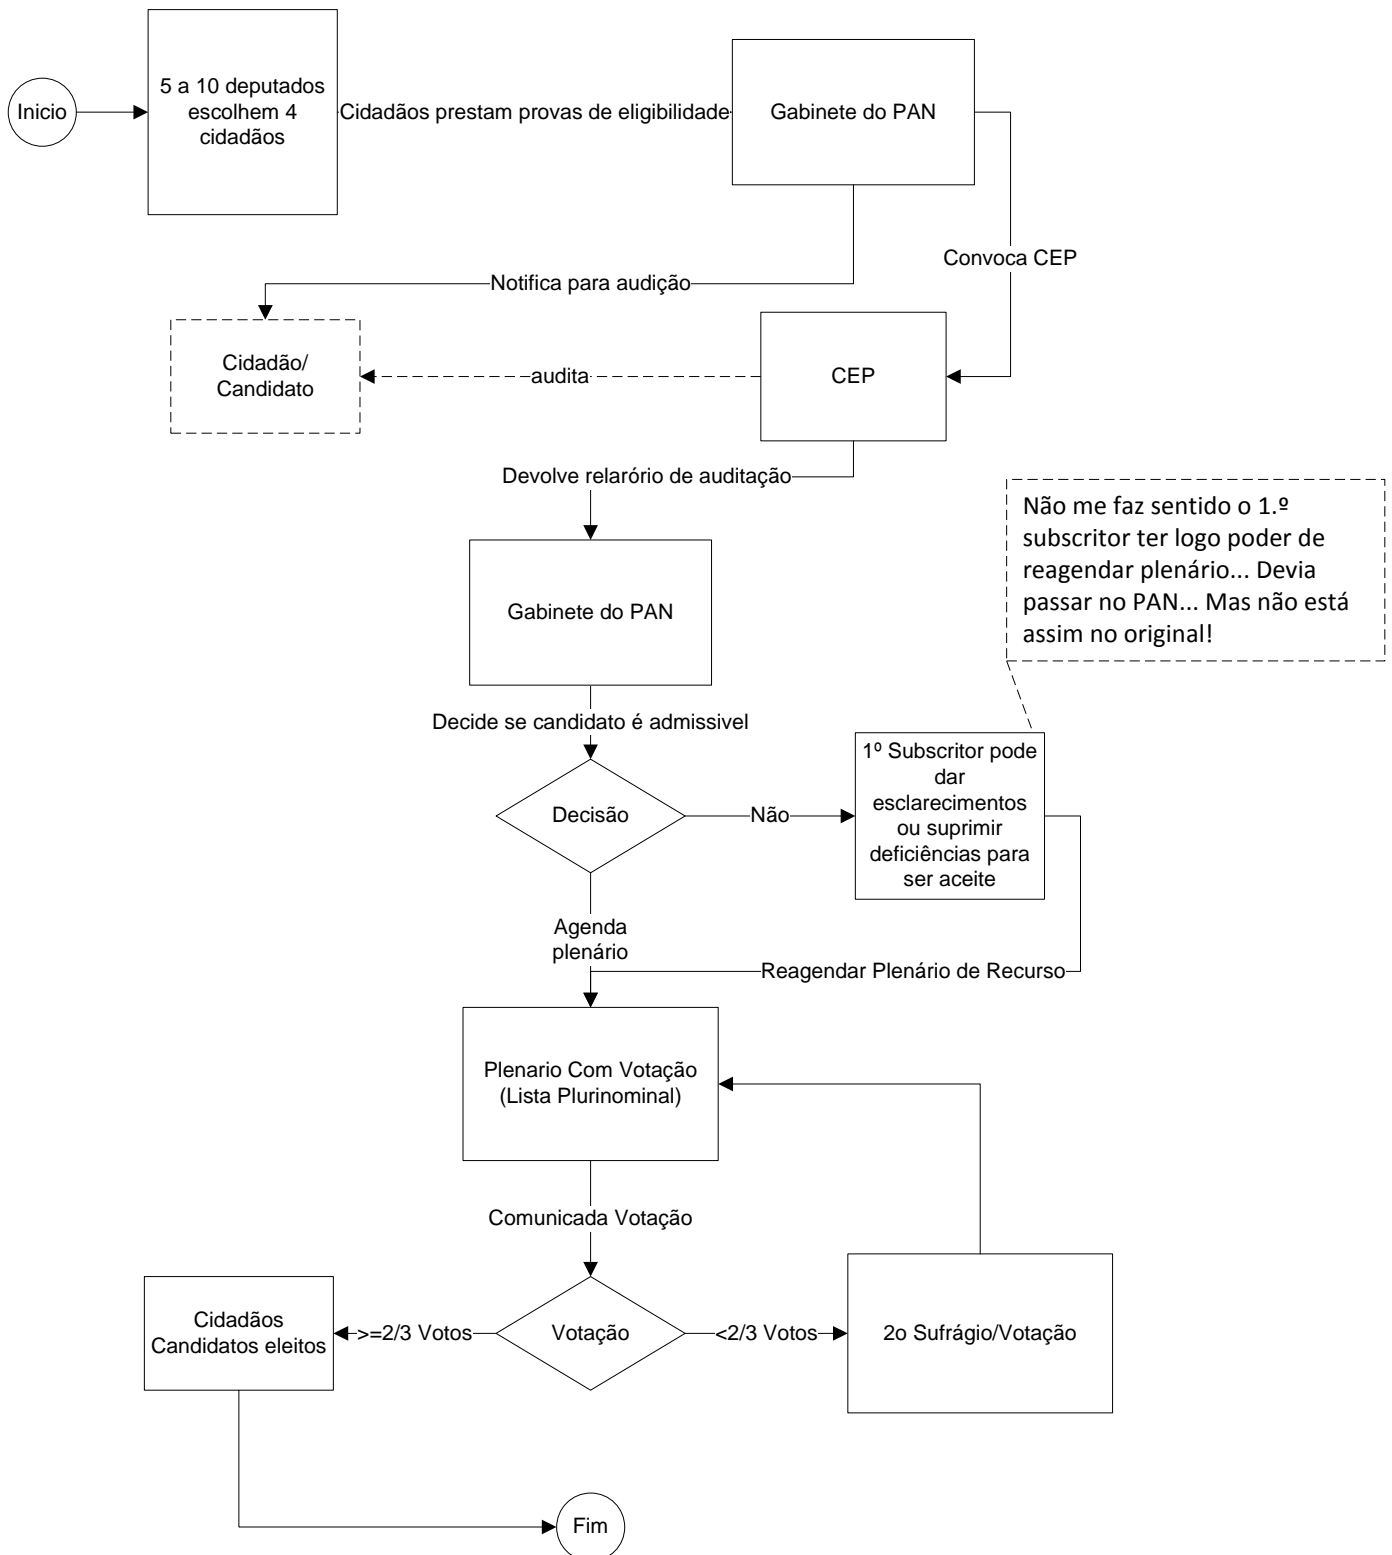 Inicio
5 a 10 deputados
escolhem 4
cidadãos
Cidadãos prestam provas de eligibilidade
Gabinete do PAN
Convoca CEP
Notifica para audição
Cidadão/
Candidato
audita
CEP
Devolve relarório de auditação
Não me faz sentido o 1.º
subscritor ter logo poder de
reagendar plenário... Devia
passar no PAN... Mas não está
assim no original!
Gabinete do PAN
Decide se candidato é admissivel
Decisão
Não
1º Subscritor pode
dar
esclarecimentos
ou suprimir
deficiências para
ser aceite
Agenda
plenário
Reagendar Plenário de Recurso
Plenario Com Votação
(Lista Plurinominal)
Comunicada Votação
Cidadãos
Candidatos eleitos
>=2/3 Votos
Votação
<2/3 Votos
2o Sufrágio/Votação
Fim